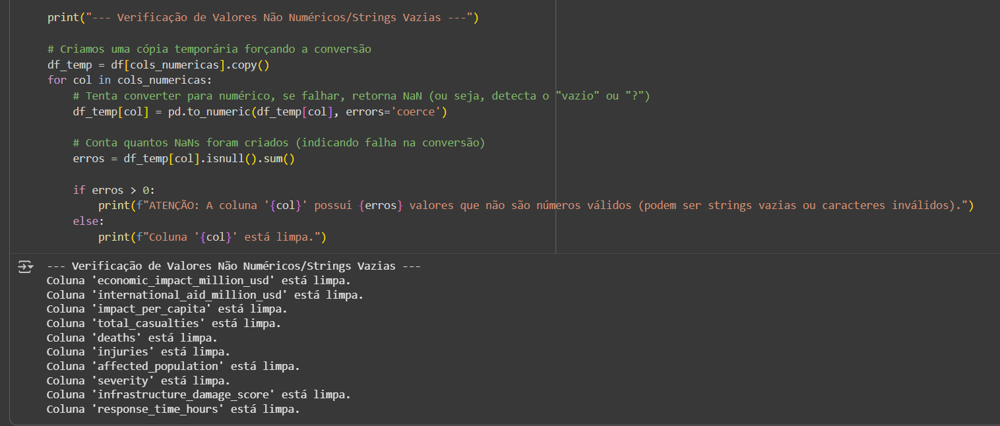 print("--- Verificação de Valores Não Numéricos/Strings Vazias ---")
# Criamos uma cópia temporária forçando a conversão
df_temp = df[cols_numericas].copy()
for col in cols_numericas:
# Tenta converter para numérico, se falhar, retorna NaN (ou seja, detecta o "vazio" ou "?")
df_temp[col] = pd.to_numeric(df_temp[col], errors='coerce')
# Conta quantos NaNs foram criados (indicando falha na conversão)
erros = df_temp[col].isnull().sum()
if erros > 0:
print(f"ATENÇÃO: A coluna '{col}' possui {erros} valores que não são números válidos (podem ser strings vazias ou caracteres inválidos).")
else:
print(f"Coluna '{col}' está limpa.")
--- Verificação de Valores Não Numéricos/Strings Vazias ---
Coluna 'economic_impact_million_usd' está limpa.
Coluna 'international_aid_million_usd' está limpa.
Coluna 'impact_per_capita' está limpa.
Coluna 'total_casualties' está limpa.
Coluna 'deaths' está limpa.
Coluna 'injuries' está limpa.
Coluna 'affected_population' está limpa.
Coluna 'severity' está limpa.
Coluna 'infrastructure_damage_score' está limpa.
Coluna 'response_time_hours' está limpa.